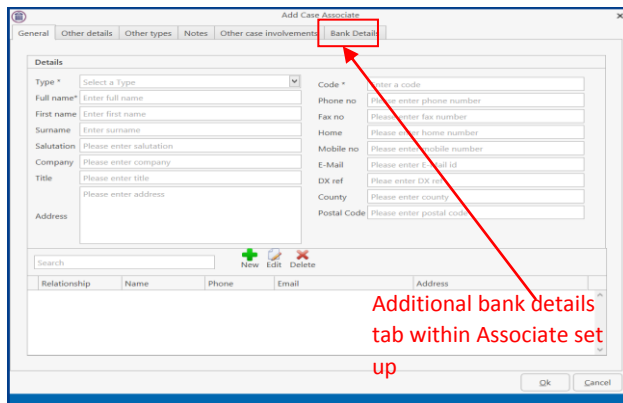 Add Case Associate
General Other details Other types Notes Other case involvements Bank Details
Details
Type * Select a Type
Code * Enter a code
Full name* Enter full name
Phone no Please enter phone number
First name Enter first name
Fax no Please enter fax number
Surname Enter surname
Home Please enter home number
Salutation Please enter salutation
Mobile no Please enter mobile number
Company Please enter company
E-Mail Please enter E-Mail id
Title Please enter title
DX ref Please enter DX ref
Address Please enter address
County Please enter county
Postal Code Please enter postal code
Search
New Edit Delete
Relationship Name Phone Email Address
Additional bank details
tab within Associate set
up
Ok Cancel